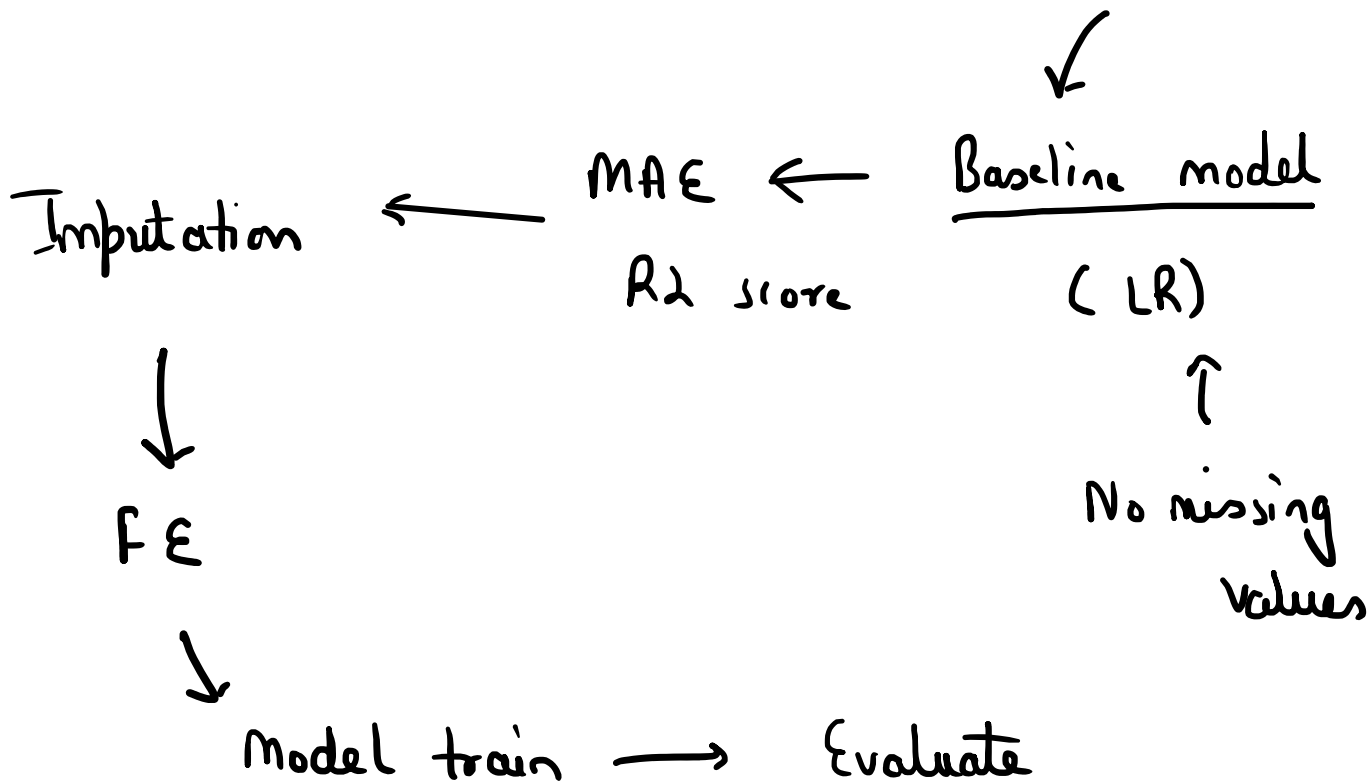 Baseline model
(LR)
No missing
values
MAE
R2 score
Imputation
FE
Model train
Evaluate